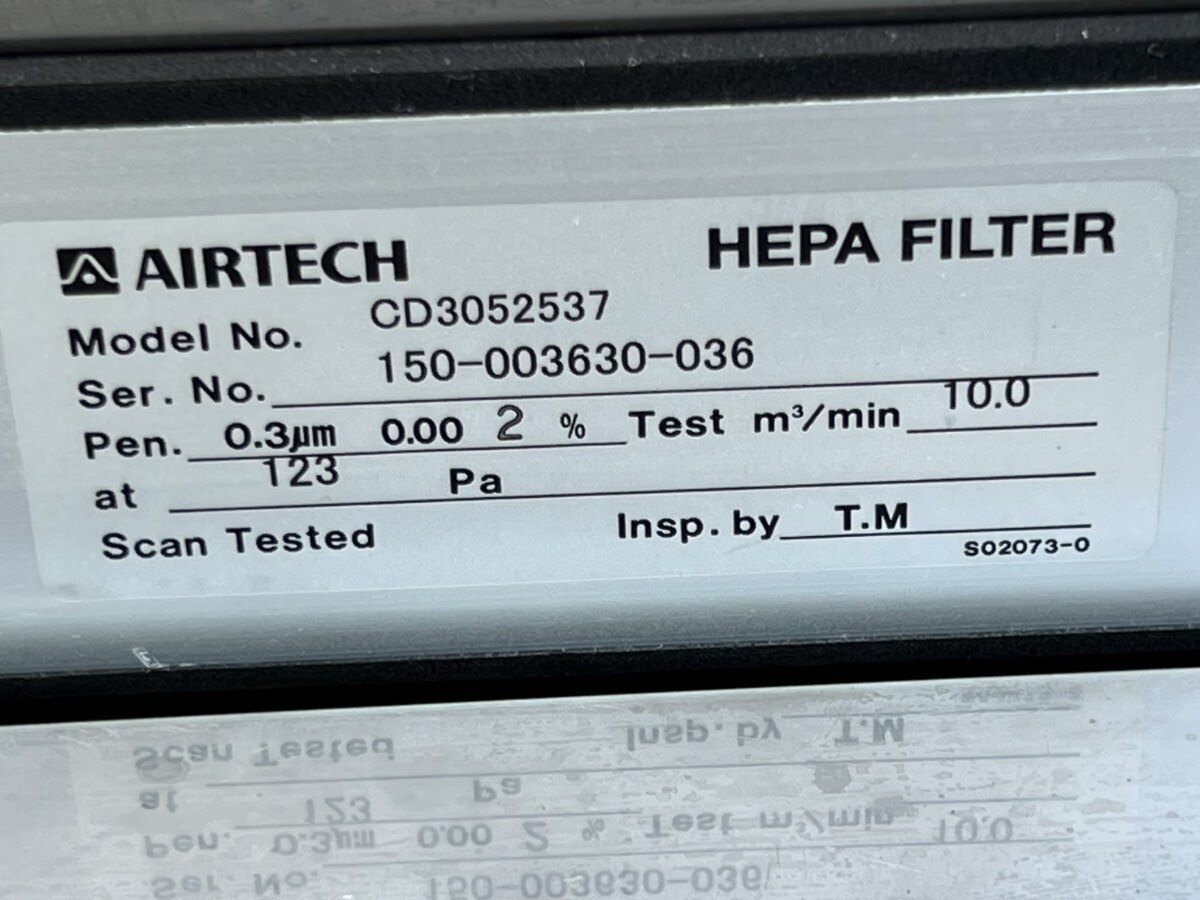 AIRTECH HEPA FILTER
Model No. CD3052537
Ser. No. 150-003630-036
Pen. 0.3μm 0.00 2 % Test m³/min 10.0
at 123 Pa
Scan Tested Insp. by T.M
S02073-0